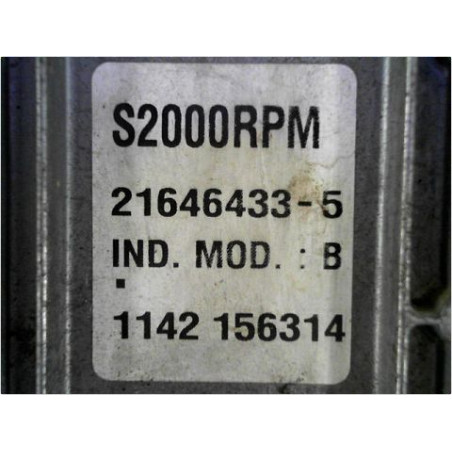 S2000RPM
21646433-5
IND. MOD. : B
.
1142 156314